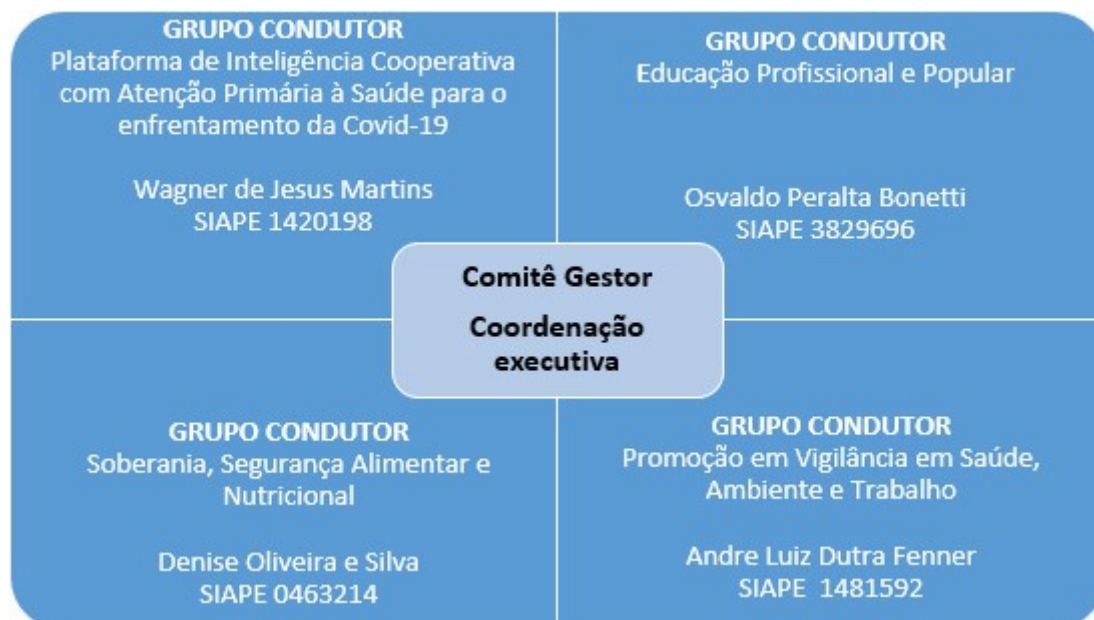 GRUPO CONDUTOR
Plataforma de Inteligência Cooperativa
com Atenção Primária à Saúde para o
enfrentamento da Covid-19
Wagner de Jesus Martins
SIAPE 1420198
GRUPO CONDUTOR
Educação Profissional e Popular
Osvaldo Peralta Bonetti
SIAPE 3829696
Comitê Gestor
Coordenação
executiva
GRUPO CONDUTOR
Soberania, Segurança Alimentar e
Nutricional
Denise Oliveira e Silva
SIAPE 0463214
GRUPO CONDUTOR
Promoção em Vigilância em Saúde,
Ambiente e Trabalho
Andre Luiz Dutra Fenner
SIAPE 1481592